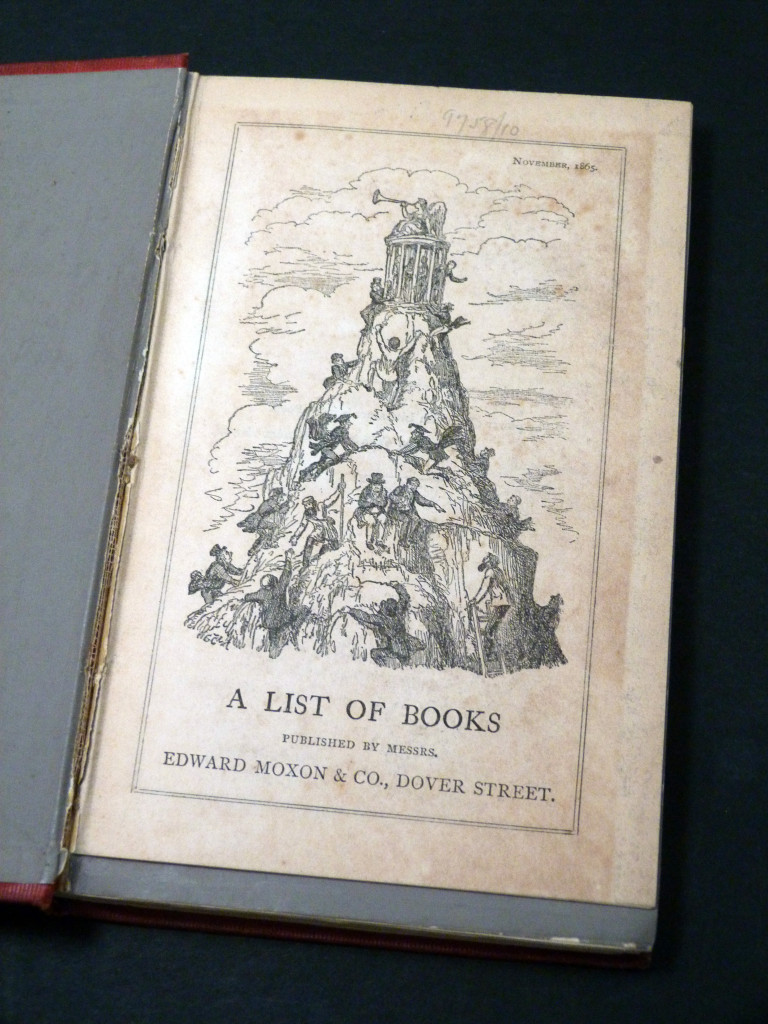 9758/10
NOVEMBER, 1865.
A LIST OF BOOKS
PUBLISHED BY MESSRS.
EDWARD MOXON & CO., DOVER STREET.